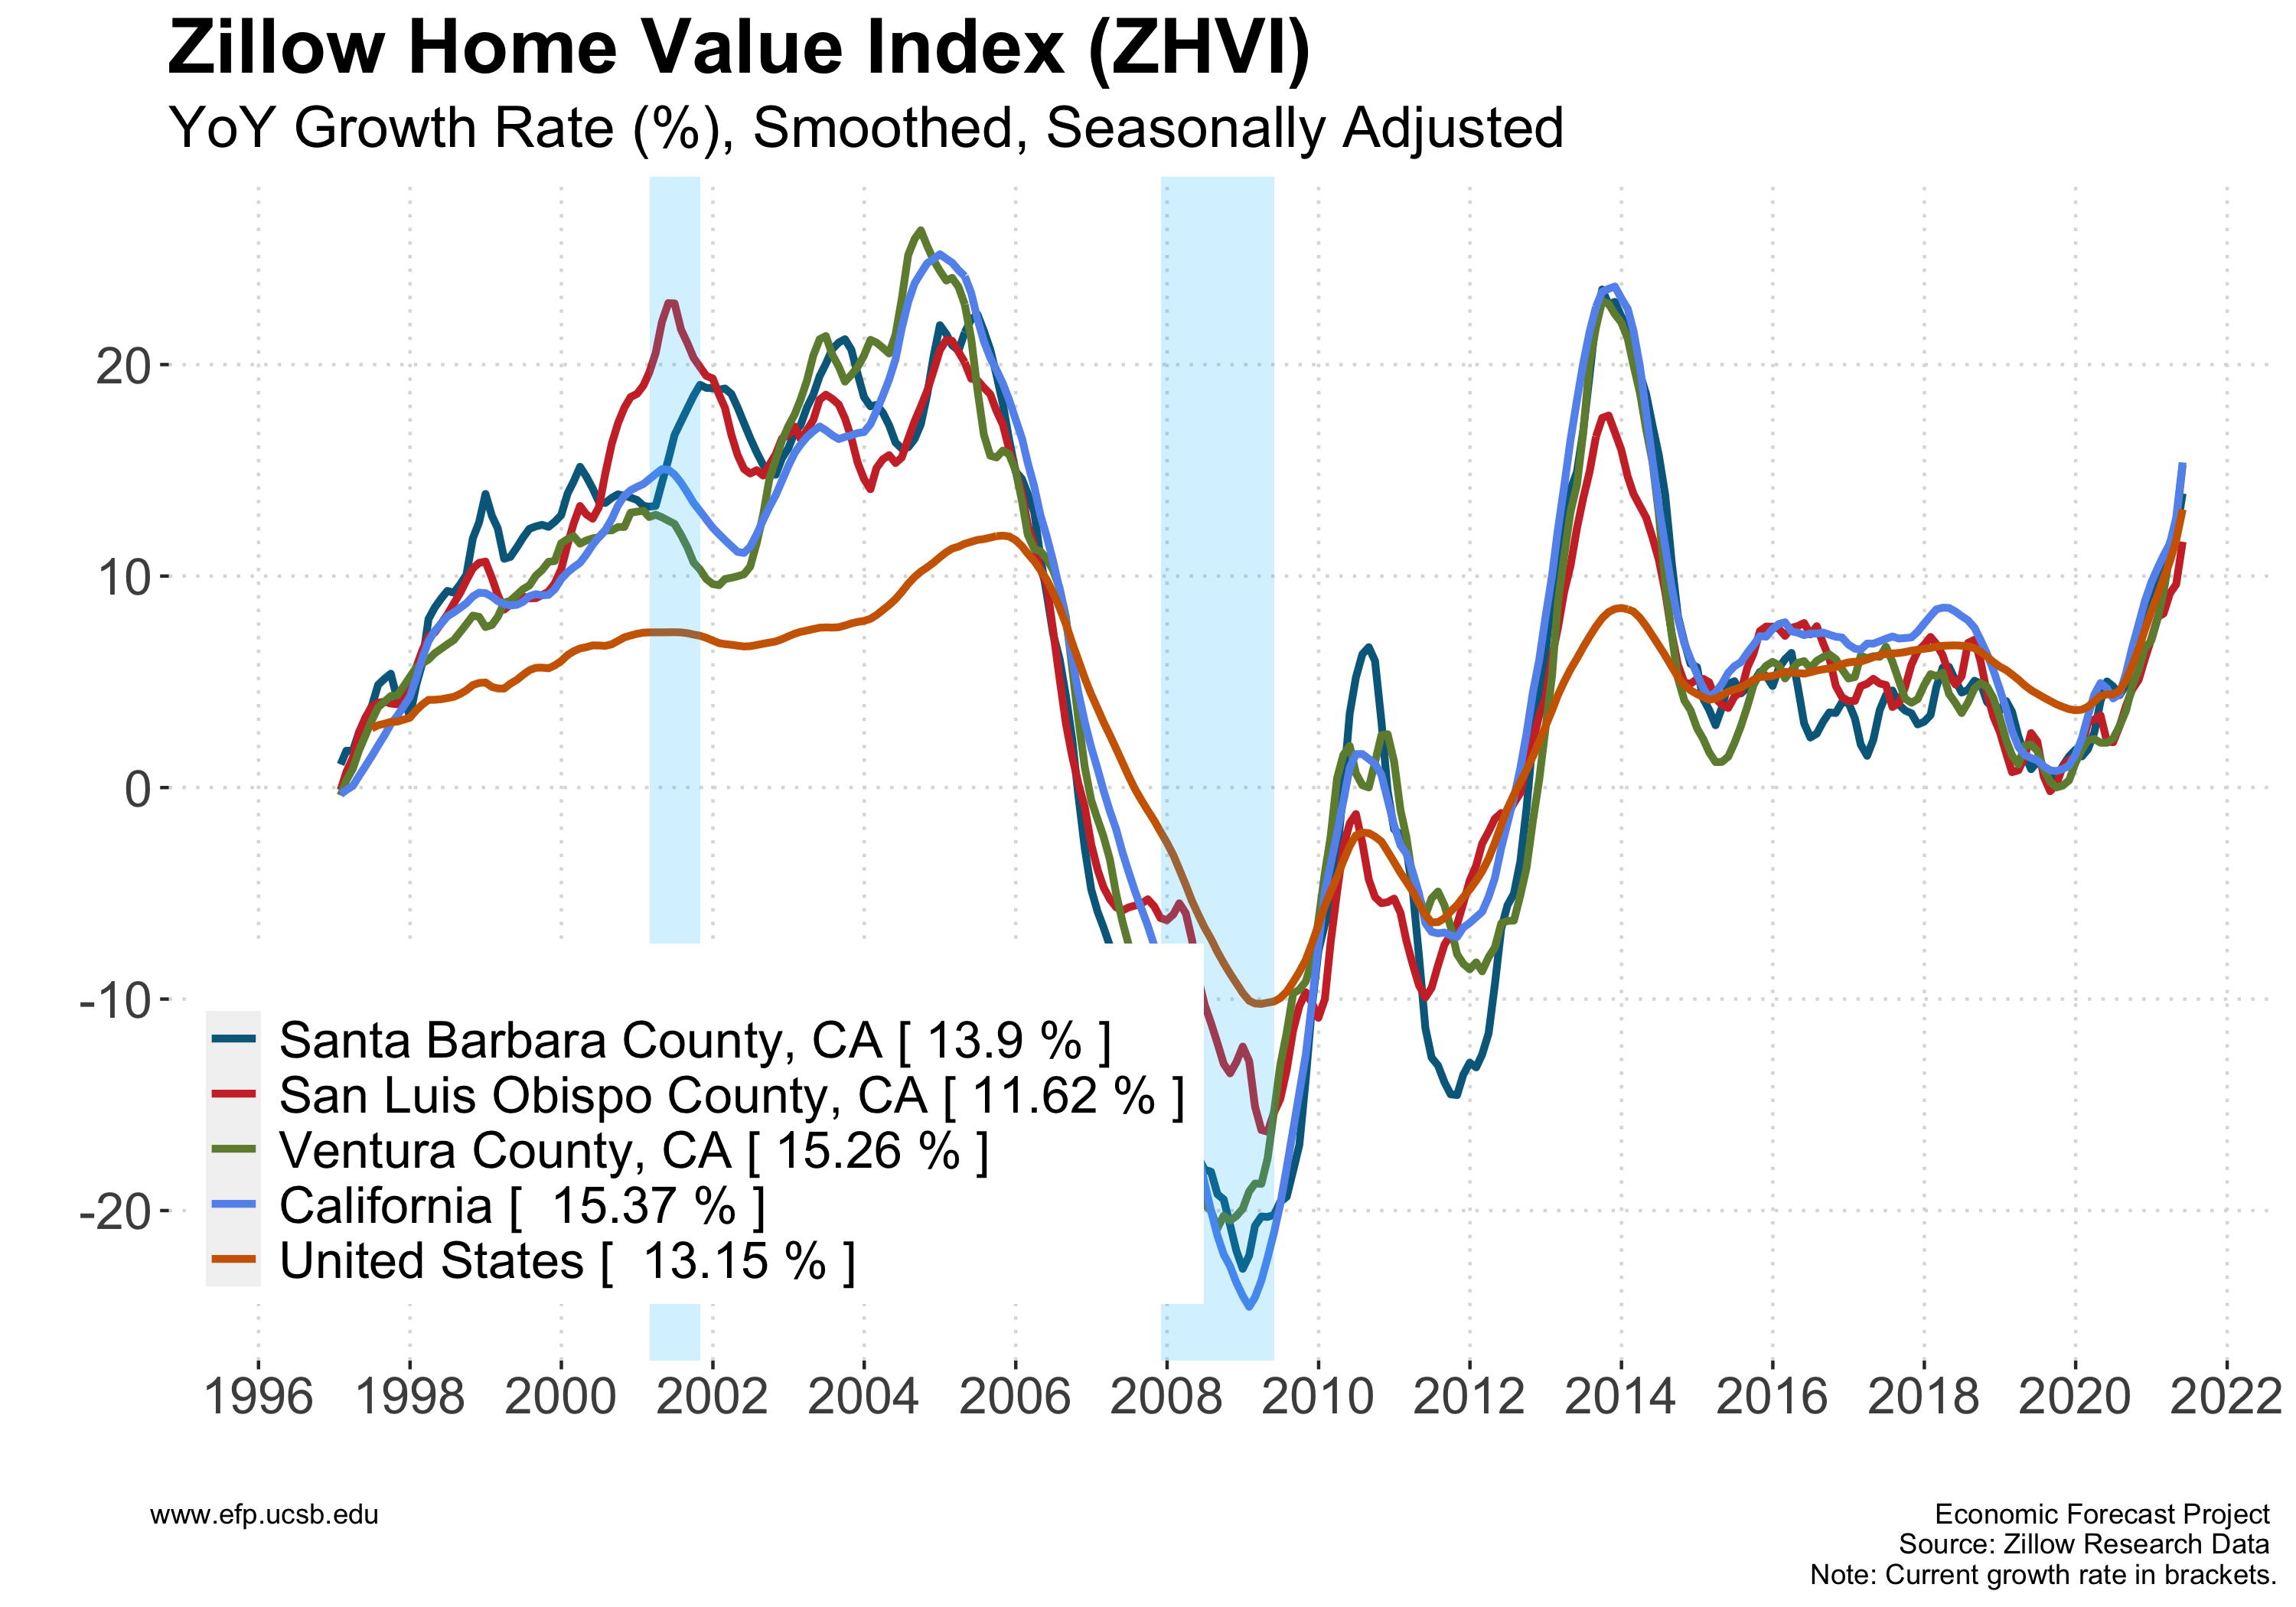 Zillow Home Value Index (ZHVI)
YoY Growth Rate (%), Smoothed, Seasonally Adjusted
20
10
0
-10
-20
Santa Barbara County, CA [ 13.9 % ]
San Luis Obispo County, CA [ 11.62 % ]
Ventura County, CA [ 15.26 % ]
California [  15.37 % ]
United States [  13.15 % ]
1996 1998 2000 2002 2004 2006 2008 2010 2012 2014 2016 2018 2020 2022
www.efp.ucsb.edu
Economic Forecast Project
Source: Zillow Research Data
Note: Current growth rate in brackets.